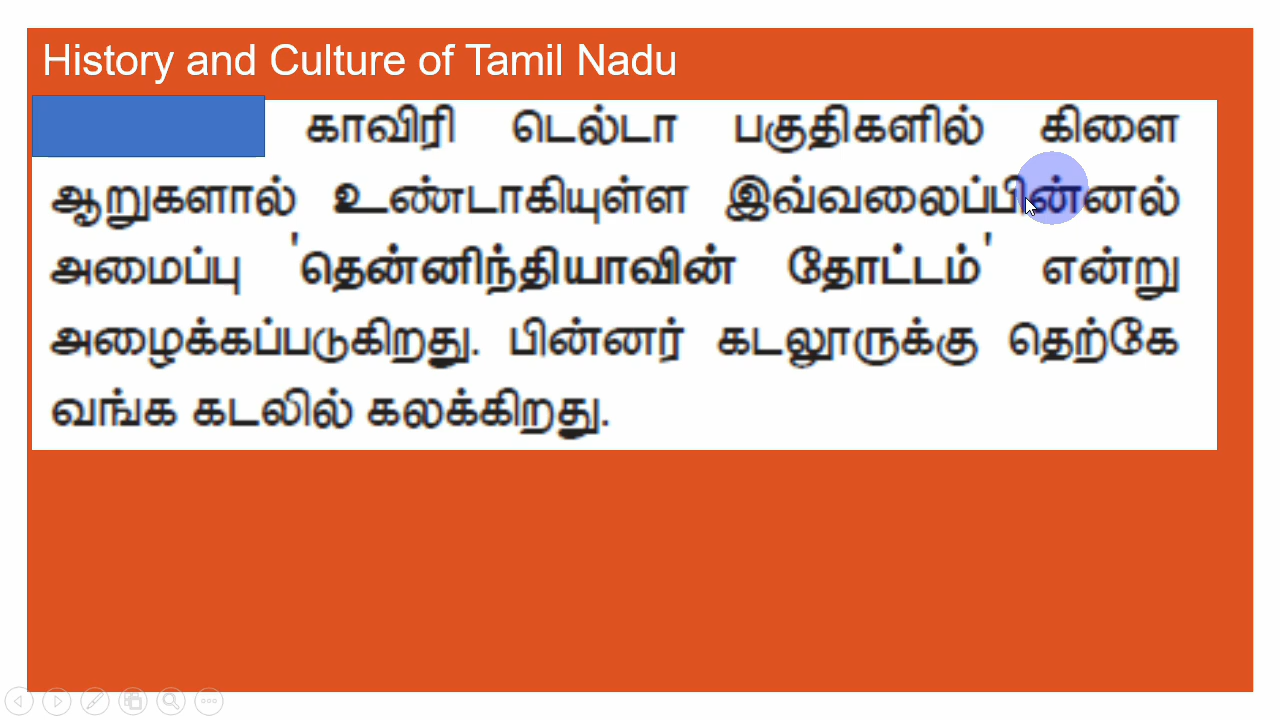 History and Culture of Tamil Nadu
காவிரி டெல்டா பகுதிகளில் கிளை
ஆறுகளால் உண்டாகியுள்ள இவ்வலைப்பின்னல்
அமைப்பு 'தென்னிந்தியாவின் தோட்டம்' என்று
அழைக்கப்படுகிறது. பின்னர் கடலூருக்கு தெற்கே
வங்க கடலில் கலக்கிறது.